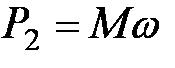 P₂ = Mω